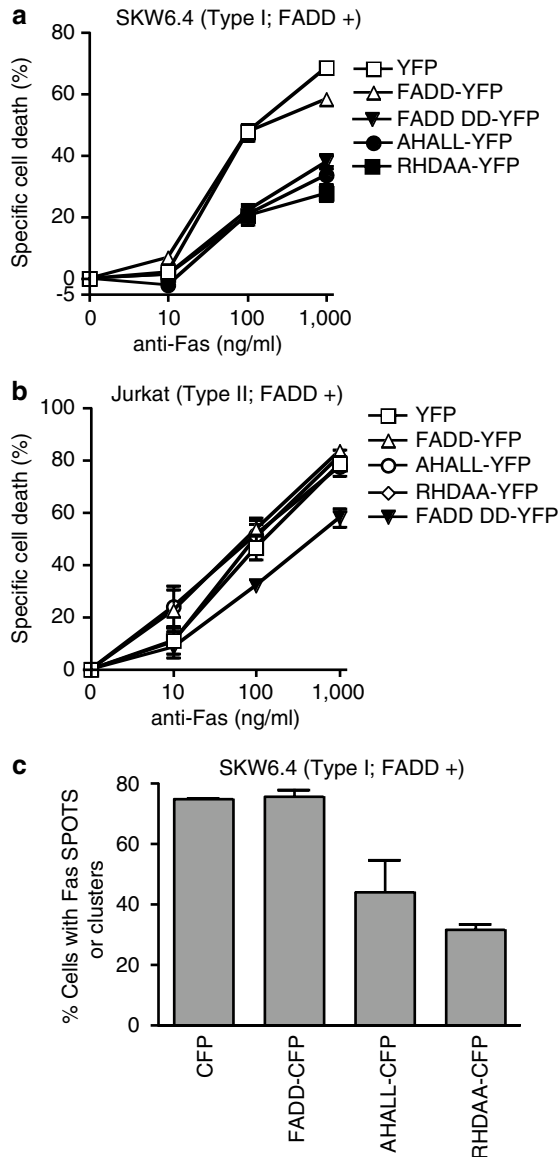 a
SKW6.4 (Type I; FADD +)
Specific cell death (%)
80
60
40
20
0
-5
0
10
100
1,000
anti-Fas (ng/ml)
YFP
FADD-YFP
FADD DD-YFP
AHALL-YFP
RHDAA-YFP
b
Jurkat (Type II; FADD +)
Specific cell death (%)
100
80
60
40
20
0
0
10
100
1,000
anti-Fas (ng/ml)
YFP
FADD-YFP
AHALL-YFP
RHDAA-YFP
FADD DD-YFP
c
SKW6.4 (Type I; FADD +)
% Cells with Fas SPOTS
or clusters
80
60
40
20
0
CFP
FADD-CFP
AHALL-CFP
RHDAA-CFP